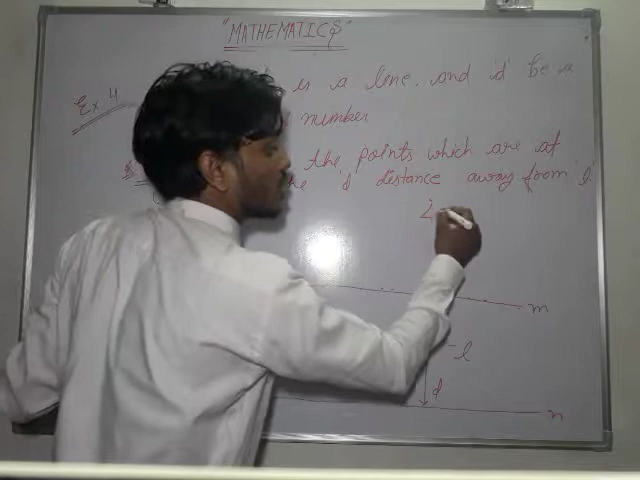 "MATHEMATICS"
Ex 4
is a line. and 'd' be a
number
the points which are at
'd' distance away from 'l'
m
l
d
n